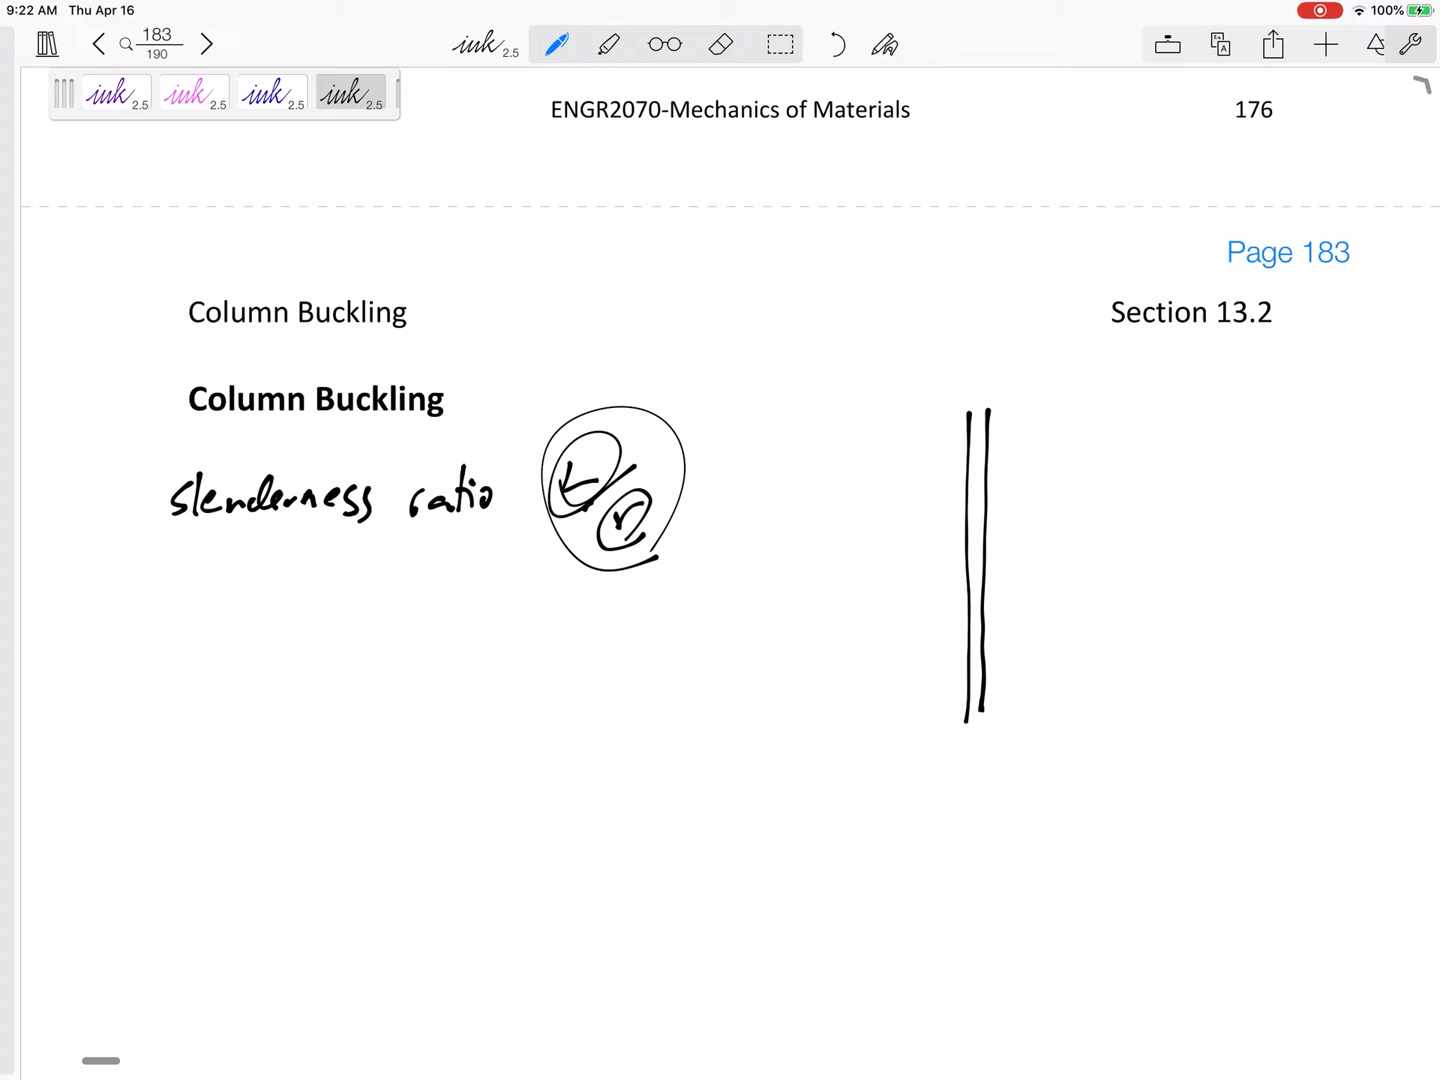 9:22 AM Thu Apr 16
100%
183
190
ink 2.5
ink 2.5
ink 2.5
ink 2.5
ink 2.5
ENGR2070-Mechanics of Materials
176
Page 183
Column Buckling
Section 13.2
Column Buckling
slenderness ratio L/r